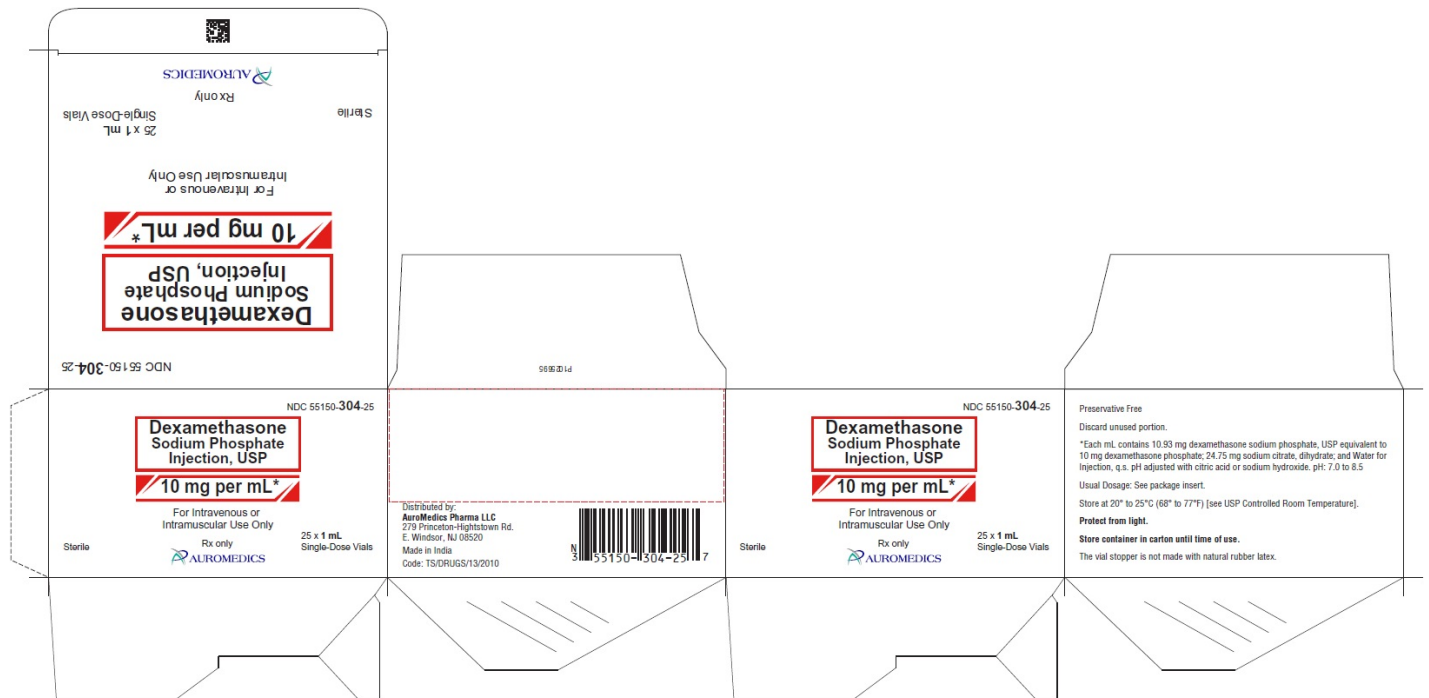 AUROMEDICS
Rx only
Sterile
25 x 1 mL
Single-Dose Vials
For Intravenous or
Intramuscular Use Only
10 mg per mL*
Dexamethasone
Sodium Phosphate
Injection, USP
NDC 55150-304-25
NDC 55150-304-25
Dexamethasone
Sodium Phosphate
Injection, USP
10 mg per mL*
For Intravenous or
Intramuscular Use Only
Sterile
Rx only
AUROMEDICS
25 x 1 mL
Single-Dose Vials
Distributed by:
AuroMedics Pharma LLC
279 Princeton-Hightstown Rd.
E. Windsor, NJ 08520
Made in India
Code: TS/DRUGS/13/2010
N
3 55150-304-25 7
NDC 55150-304-25
Dexamethasone
Sodium Phosphate
Injection, USP
10 mg per mL*
For Intravenous or
Intramuscular Use Only
Sterile
Rx only
AUROMEDICS
25 x 1 mL
Single-Dose Vials
Preservative Free
Discard unused portion.
*Each mL contains 10.93 mg dexamethasone sodium phosphate, USP equivalent to
10 mg dexamethasone phosphate; 24.75 mg sodium citrate, dihydrate; and Water for
Injection, q.s. pH adjusted with citric acid or sodium hydroxide. pH: 7.0 to 8.5
Usual Dosage: See package insert.
Store at 20° to 25°C (68° to 77°F) [see USP Controlled Room Temperature].
Protect from light.
Store container in carton until time of use.
The vial stopper is not made with natural rubber latex.